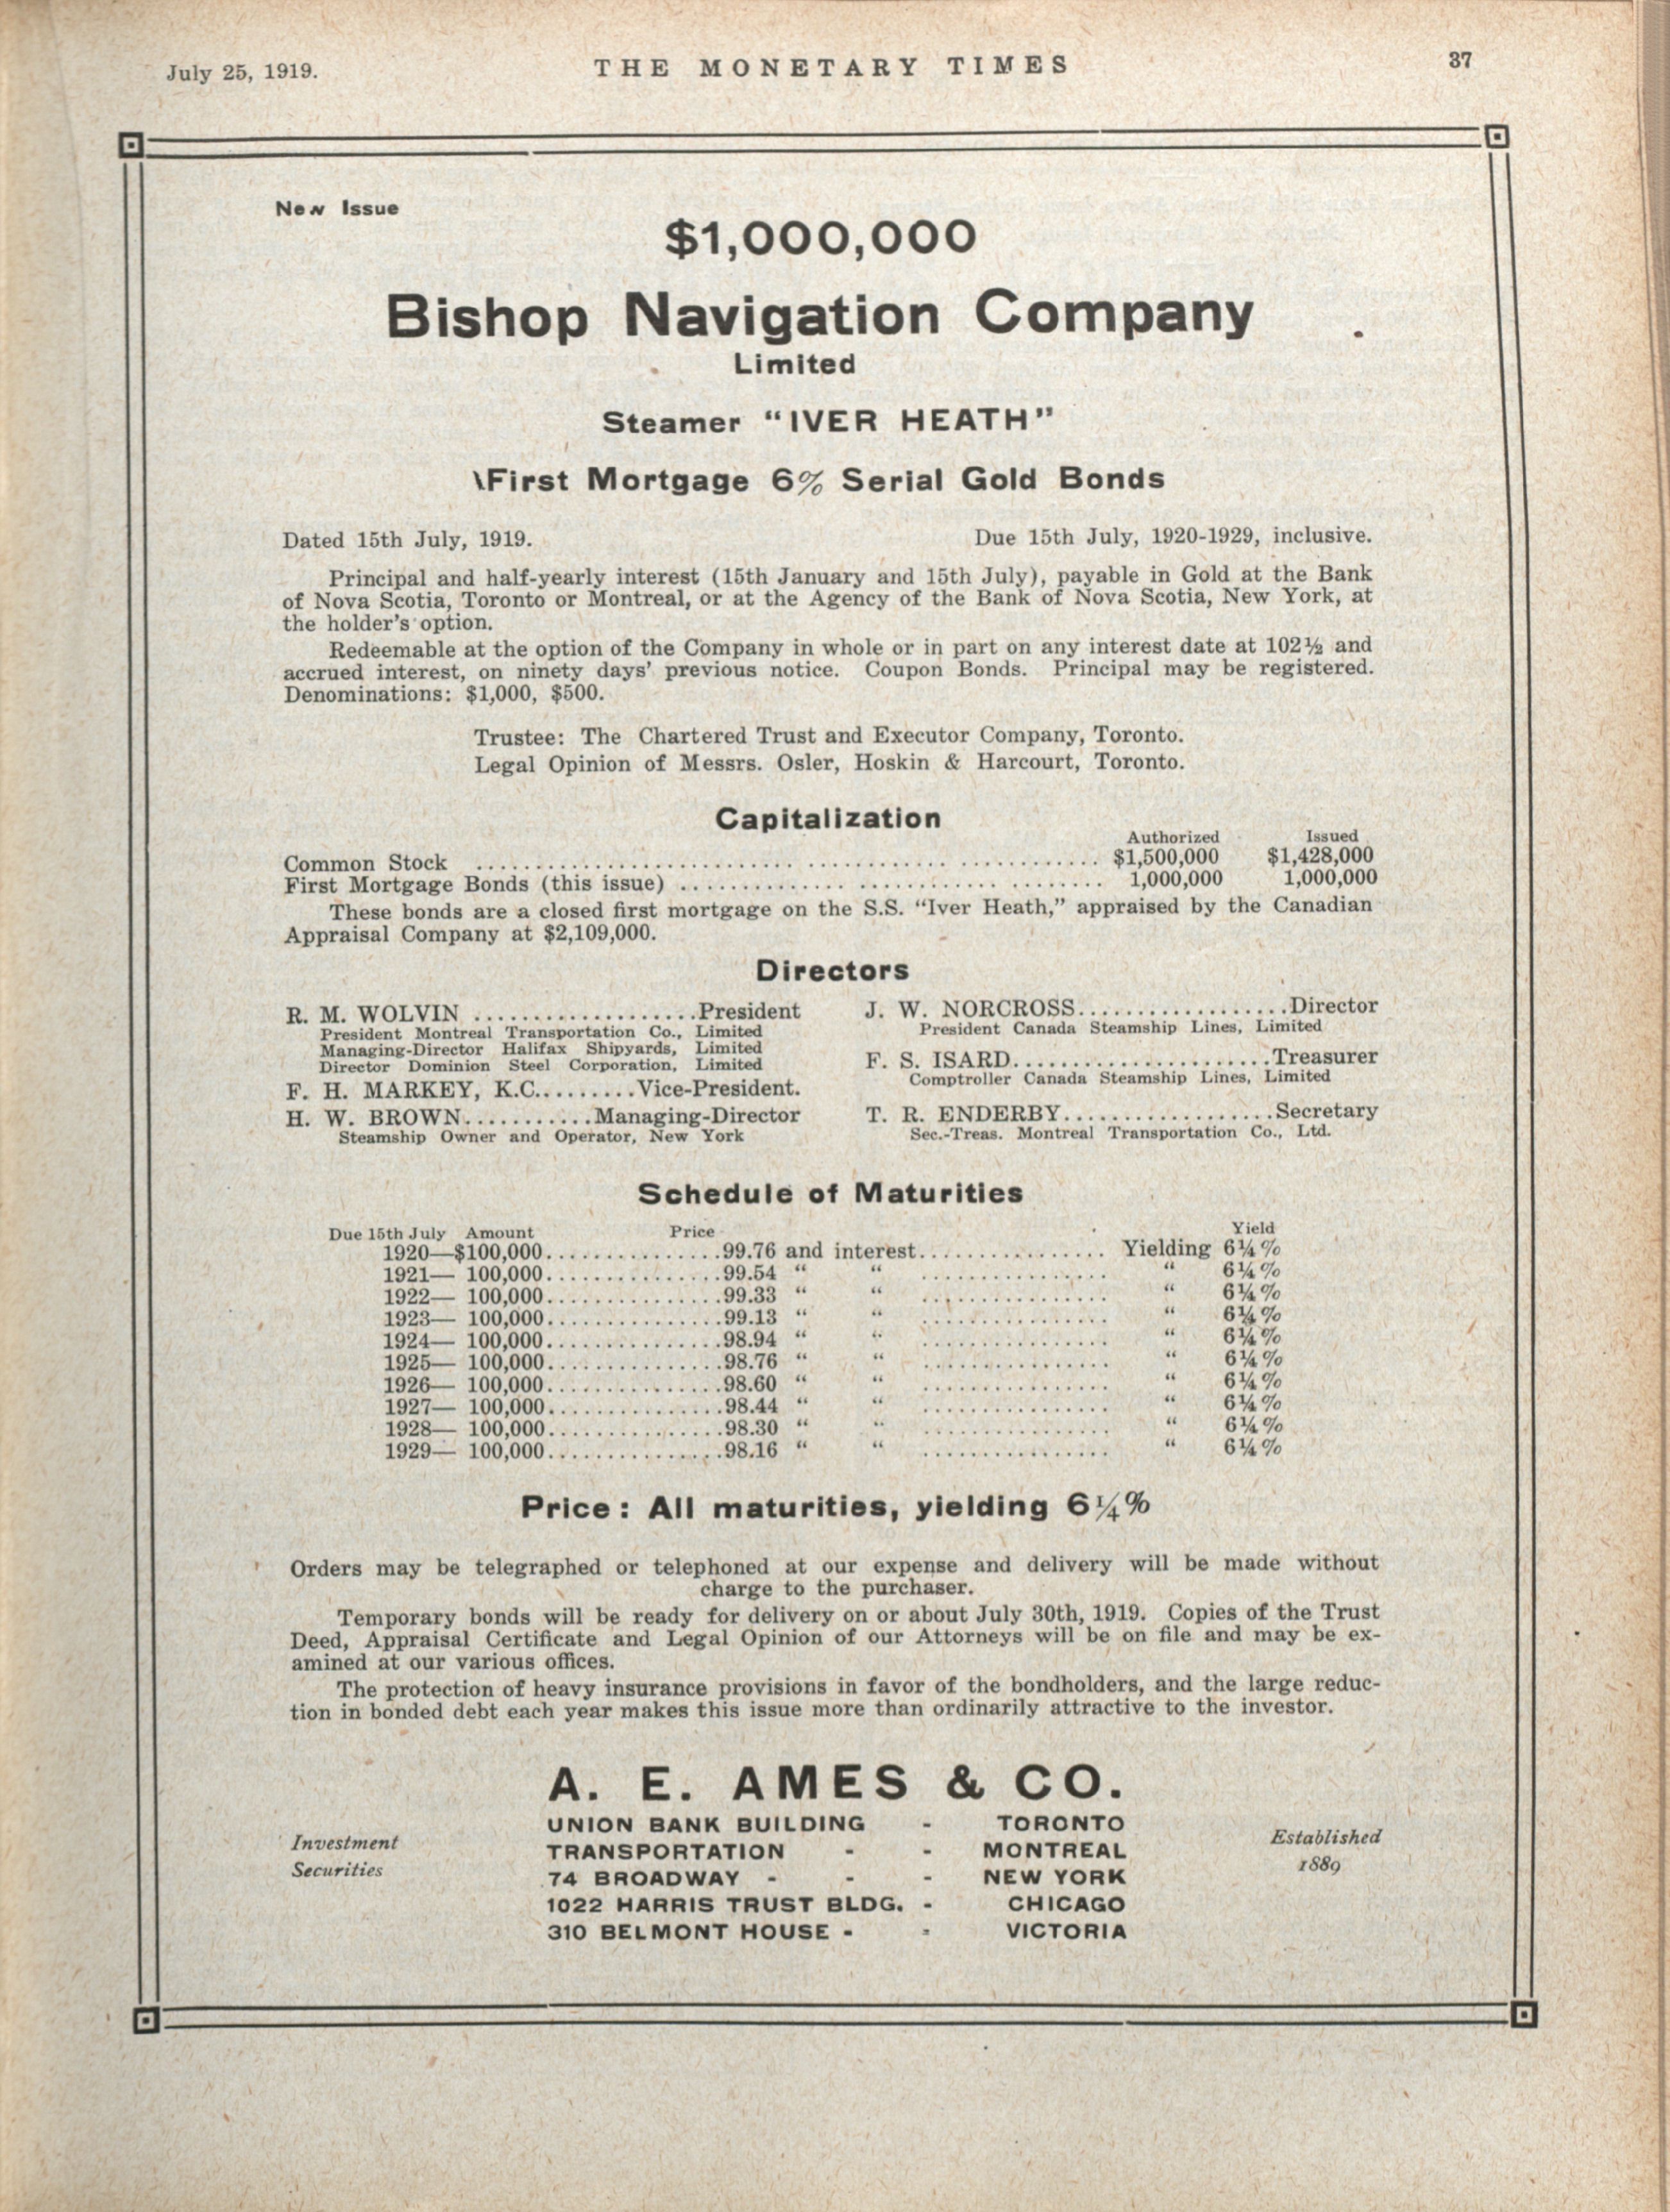 July 25, 1919.
THE MONETARY TIMES
37
New Issue
$1,000,000
Bishop Navigation Company
Limited
Steamer "IVER HEATH"
\First Mortgage 6% Serial Gold Bonds
Dated 15th July, 1919. Due 15th July, 1920-1929, inclusive.
Principal and half-yearly interest (15th January and 15th July), payable in Gold at the Bank
of Nova Scotia, Toronto or Montreal, or at the Agency of the Bank of Nova Scotia, New York, at
the holder's option.
Redeemable at the option of the Company in whole or in part on any interest date at 102½ and
accrued interest, on ninety days' previous notice. Coupon Bonds. Principal may be registered.
Denominations: $1,000, $500.
Trustee: The Chartered Trust and Executor Company, Toronto.
Legal Opinion of Messrs. Osler, Hoskin & Harcourt, Toronto.
Capitalization
Authorized Issued
Common Stock ........................................ $1,500,000 $1,428,000
First Mortgage Bonds (this issue) ........................................ 1,000,000 1,000,000
These bonds are a closed first mortgage on the S.S. "Iver Heath," appraised by the Canadian
Appraisal Company at $2,109,000.
Directors
R. M. WOLVIN ...................President
President Montreal Transportation Co., Limited
Managing-Director Halifax Shipyards, Limited
Director Dominion Steel Corporation, Limited
F. H. MARKEY, K.C.........Vice-President.
H. W. BROWN...........Managing-Director
Steamship Owner and Operator, New York
J. W. NORCROSS..................Director
President Canada Steamship Lines, Limited
F. S. ISARD......................Treasurer
Comptroller Canada Steamship Lines, Limited
T. R. ENDERBY..................Secretary
Sec.-Treas. Montreal Transportation Co., Ltd.
Schedule of Maturities
Due 15th July Amount Price Yield
1920—$100,000...............99.76 and interest................ Yielding 6¼%
1921— 100,000...............99.54 " " ................ " 6¼%
1922— 100,000...............99.33 " " ................ " 6¼%
1923— 100,000...............99.13 " " ................ " 6¼%
1924— 100,000...............98.94 " " ................ " 6¼%
1925— 100,000...............98.76 " " ................ " 6¼%
1926— 100,000...............98.60 " " ................ " 6¼%
1927— 100,000...............98.44 " " ................ " 6¼%
1928— 100,000...............98.30 " " ................ " 6¼%
1929— 100,000...............98.16 " " ................ " 6¼%
Price: All maturities, yielding 6¼%
Orders may be telegraphed or telephoned at our expense and delivery will be made without
charge to the purchaser.
Temporary bonds will be ready for delivery on or about July 30th, 1919. Copies of the Trust
Deed, Appraisal Certificate and Legal Opinion of our Attorneys will be on file and may be ex-
amined at our various offices.
The protection of heavy insurance provisions in favor of the bondholders, and the large reduc-
tion in bonded debt each year makes this issue more than ordinarily attractive to the investor.
A. E. AMES & CO.
UNION BANK BUILDING - TORONTO
TRANSPORTATION - - MONTREAL
74 BROADWAY - - - NEW YORK
1022 HARRIS TRUST BLDG. - CHICAGO
310 BELMONT HOUSE - - VICTORIA
Investment
Securities
Established
1889